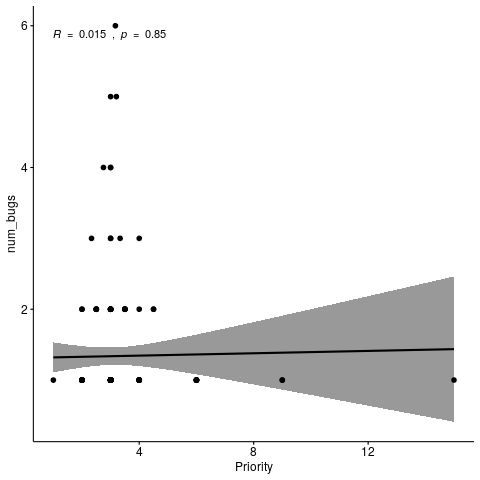 6
R = 0.015 , p = 0.85
4
num_bugs
2
4 8 12
Priority